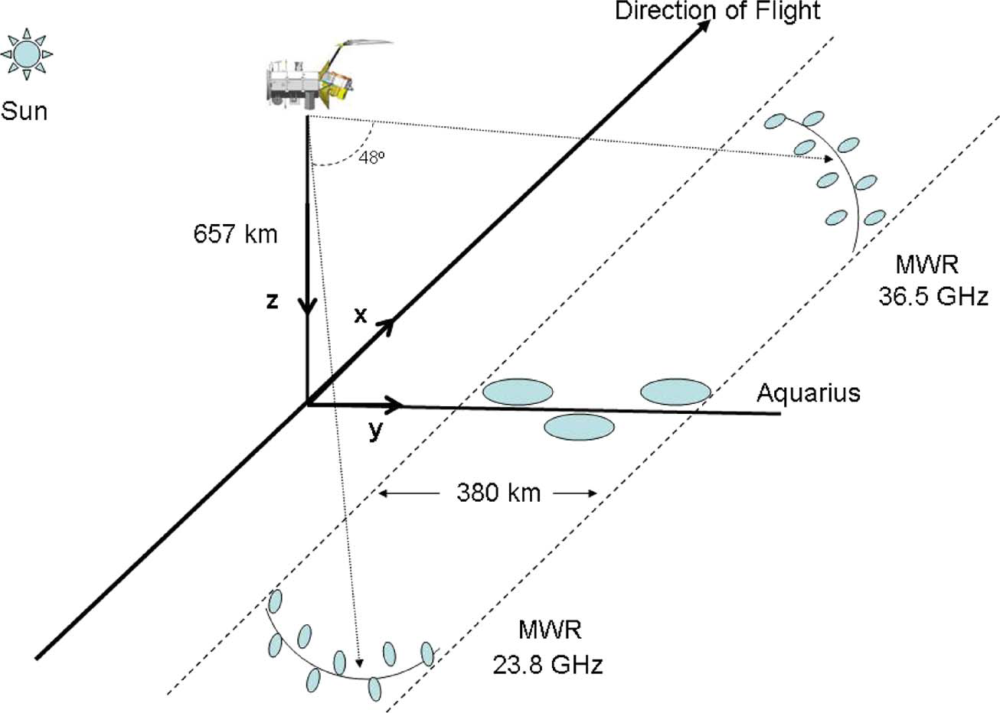 Direction of Flight
Sun
48º
657 km
z
x
MWR
36.5 GHz
Aquarius
y
380 km
MWR
23.8 GHz